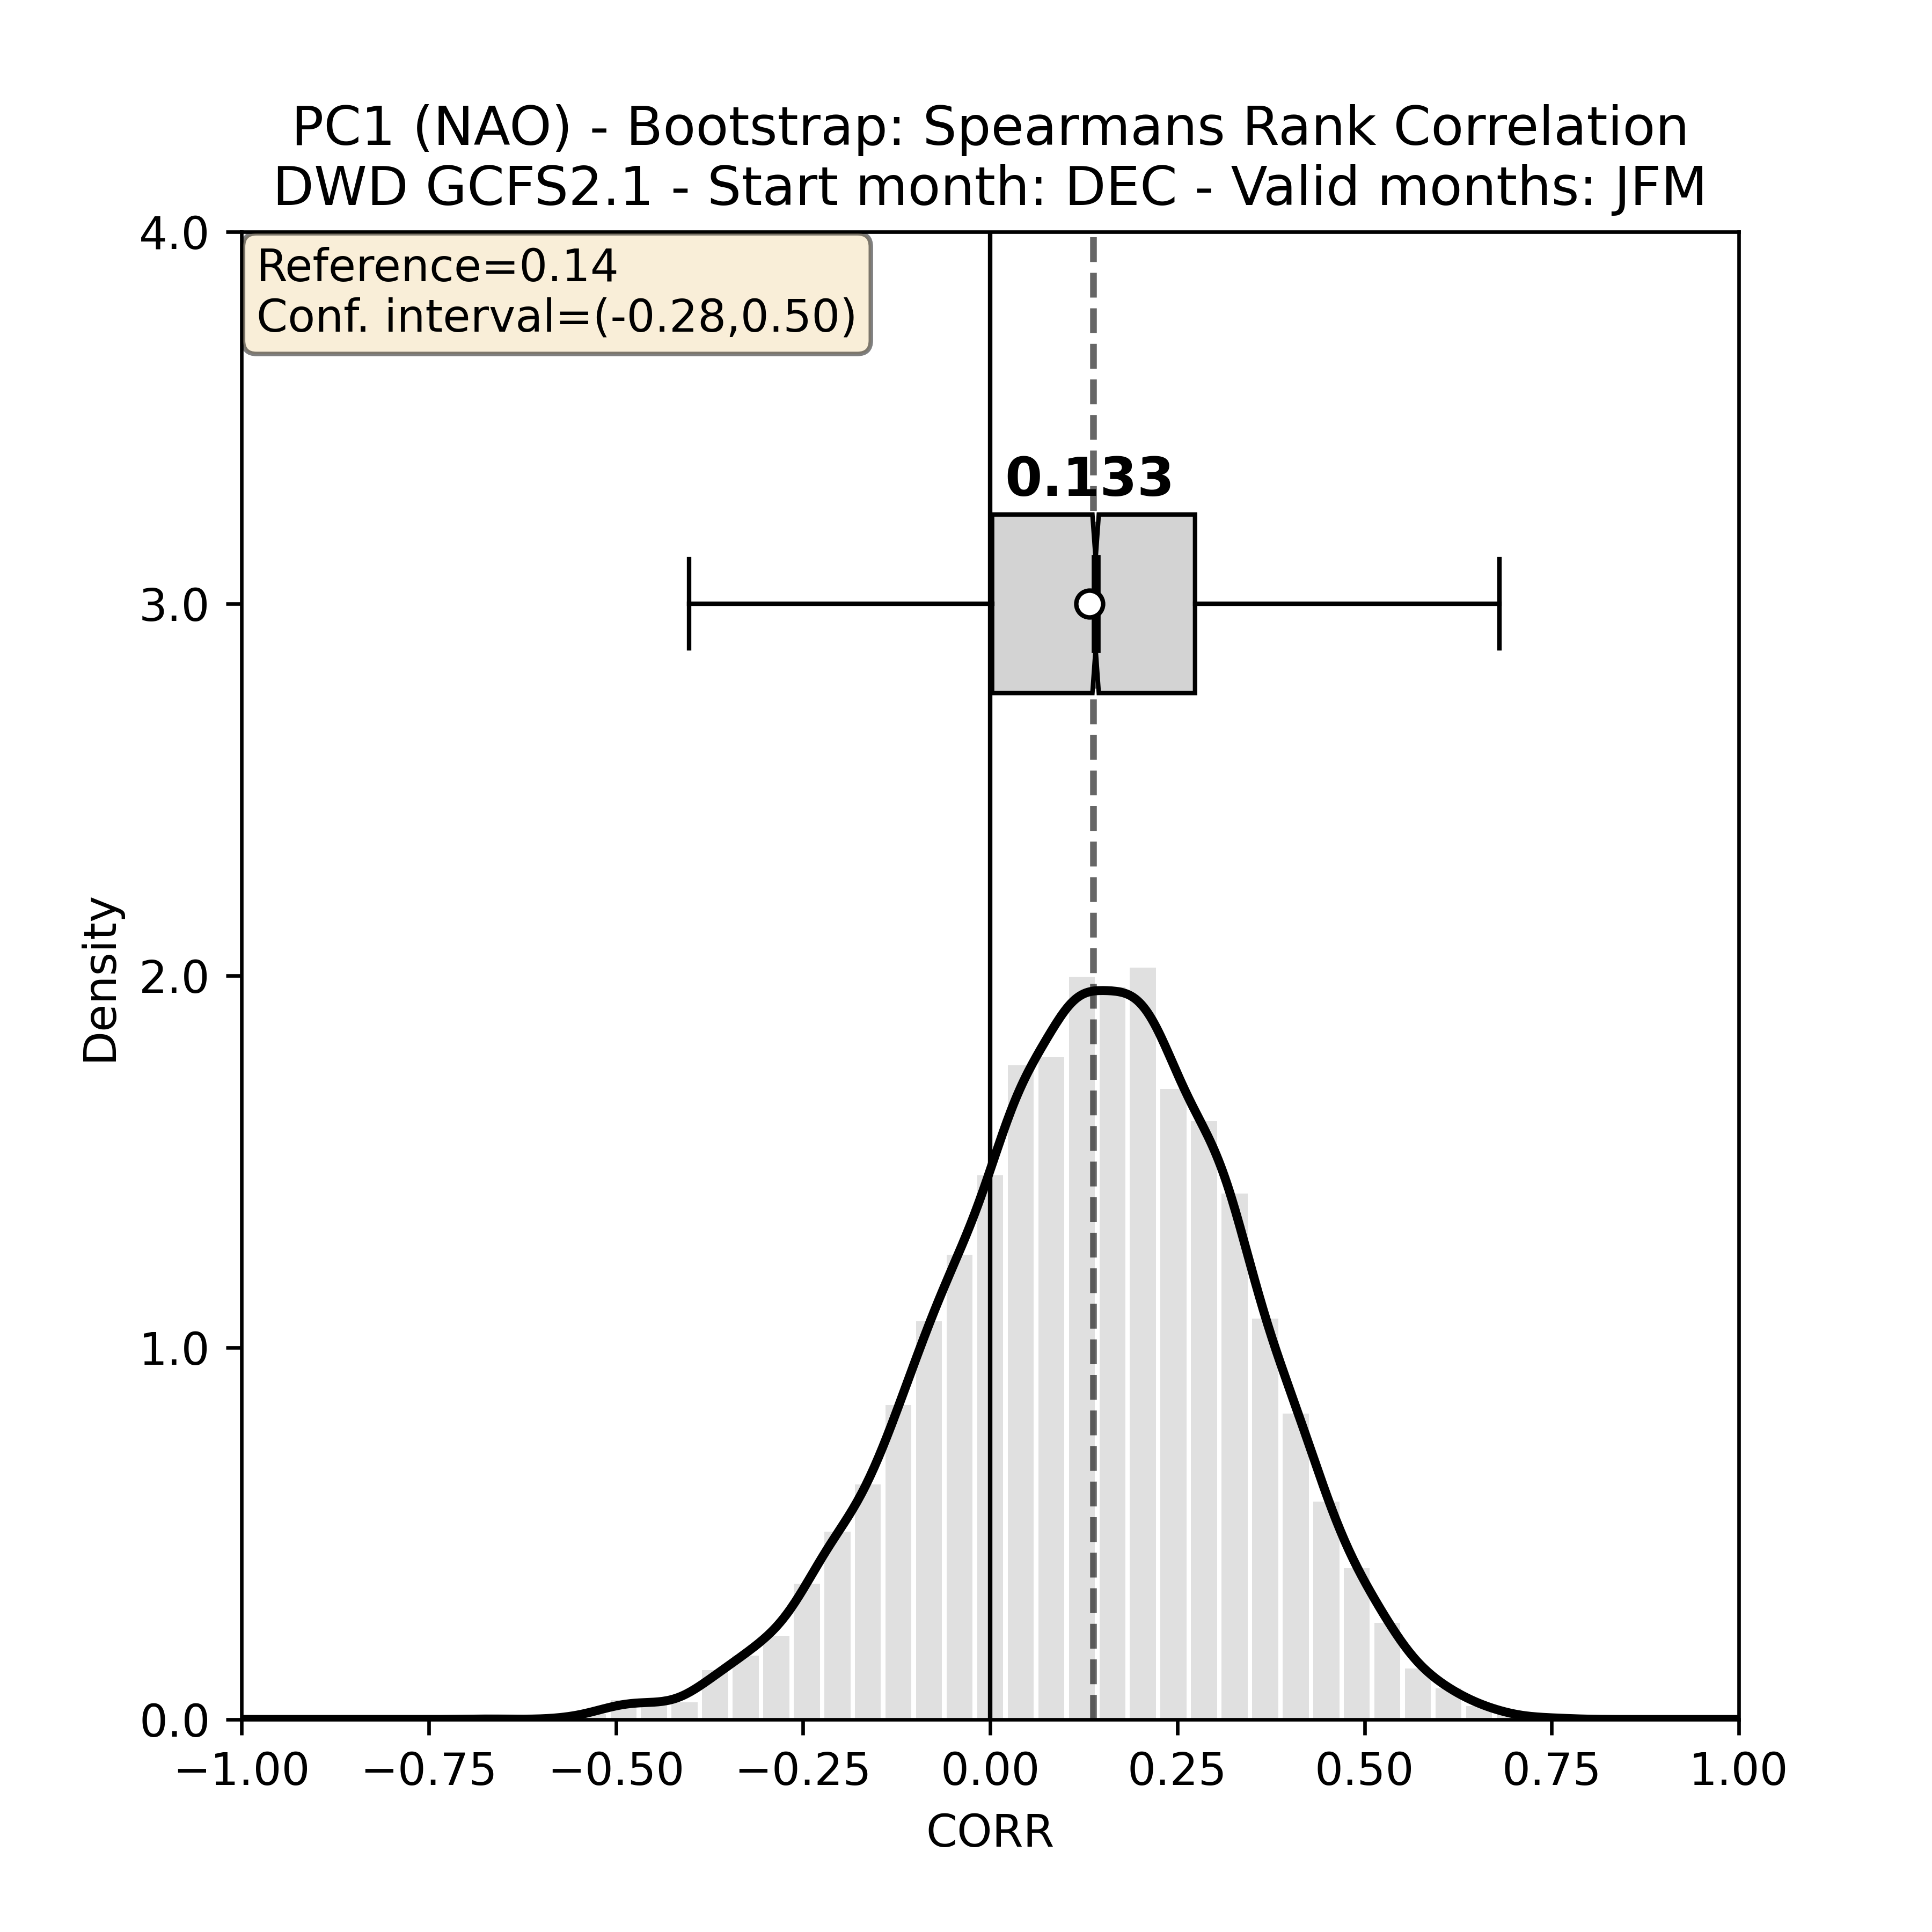 PC1 (NAO) - Bootstrap: Spearmans Rank Correlation
DWD GCFS2.1 - Start month: DEC - Valid months: JFM
Reference=0.14
Conf. interval=(-0.28,0.50)
0.133
4.0
3.0
2.0
1.0
0.0
Density
−1.00 −0.75 −0.50 −0.25 0.00 0.25 0.50 0.75 1.00
CORR